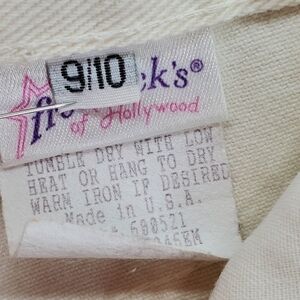 9/10
k's®
of Hollywood
TUMBLE DRY WITH LOW
HEAT OR HANG TO DRY
WARM IRON IF DESIRED
Made in U.S.A.